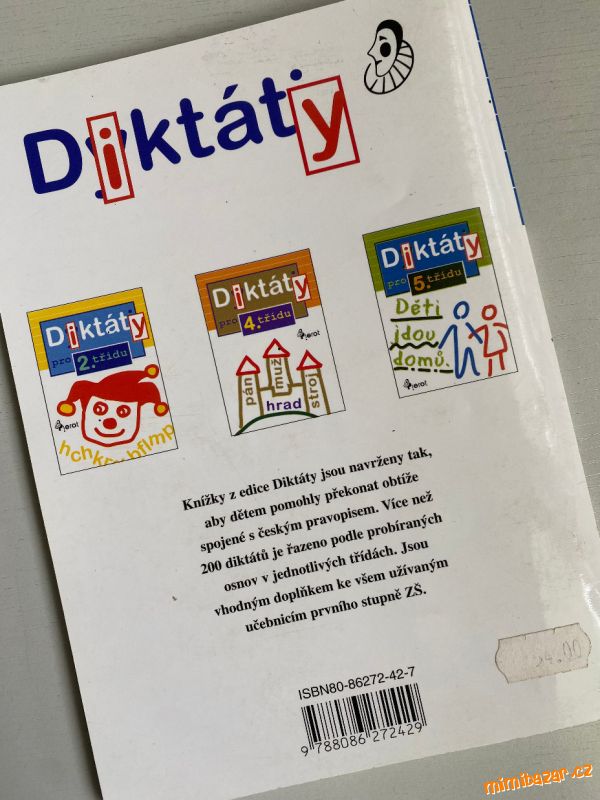 Diktáty
Diktáty
pro 2.třídu
Pierot
Diktáty
pro 4.třídu
pán
muž
stroj
hrad
Diktáty
pro 5.třídu
Děti
jdou
domů.
Pierot
Knížky z edice Diktáty jsou navrženy tak,
aby dětem pomohly překonat obtíže
spojené s českým pravopisem. Více než
200 diktátů je řazeno podle probíraných
osnov v jednotlivých třídách. Jsou
vhodným doplňkem ke všem užívaným
učebnicím prvního stupně ZŠ.
ISBN80-86272-42-7
9 788086 272429
mimibazar.cz